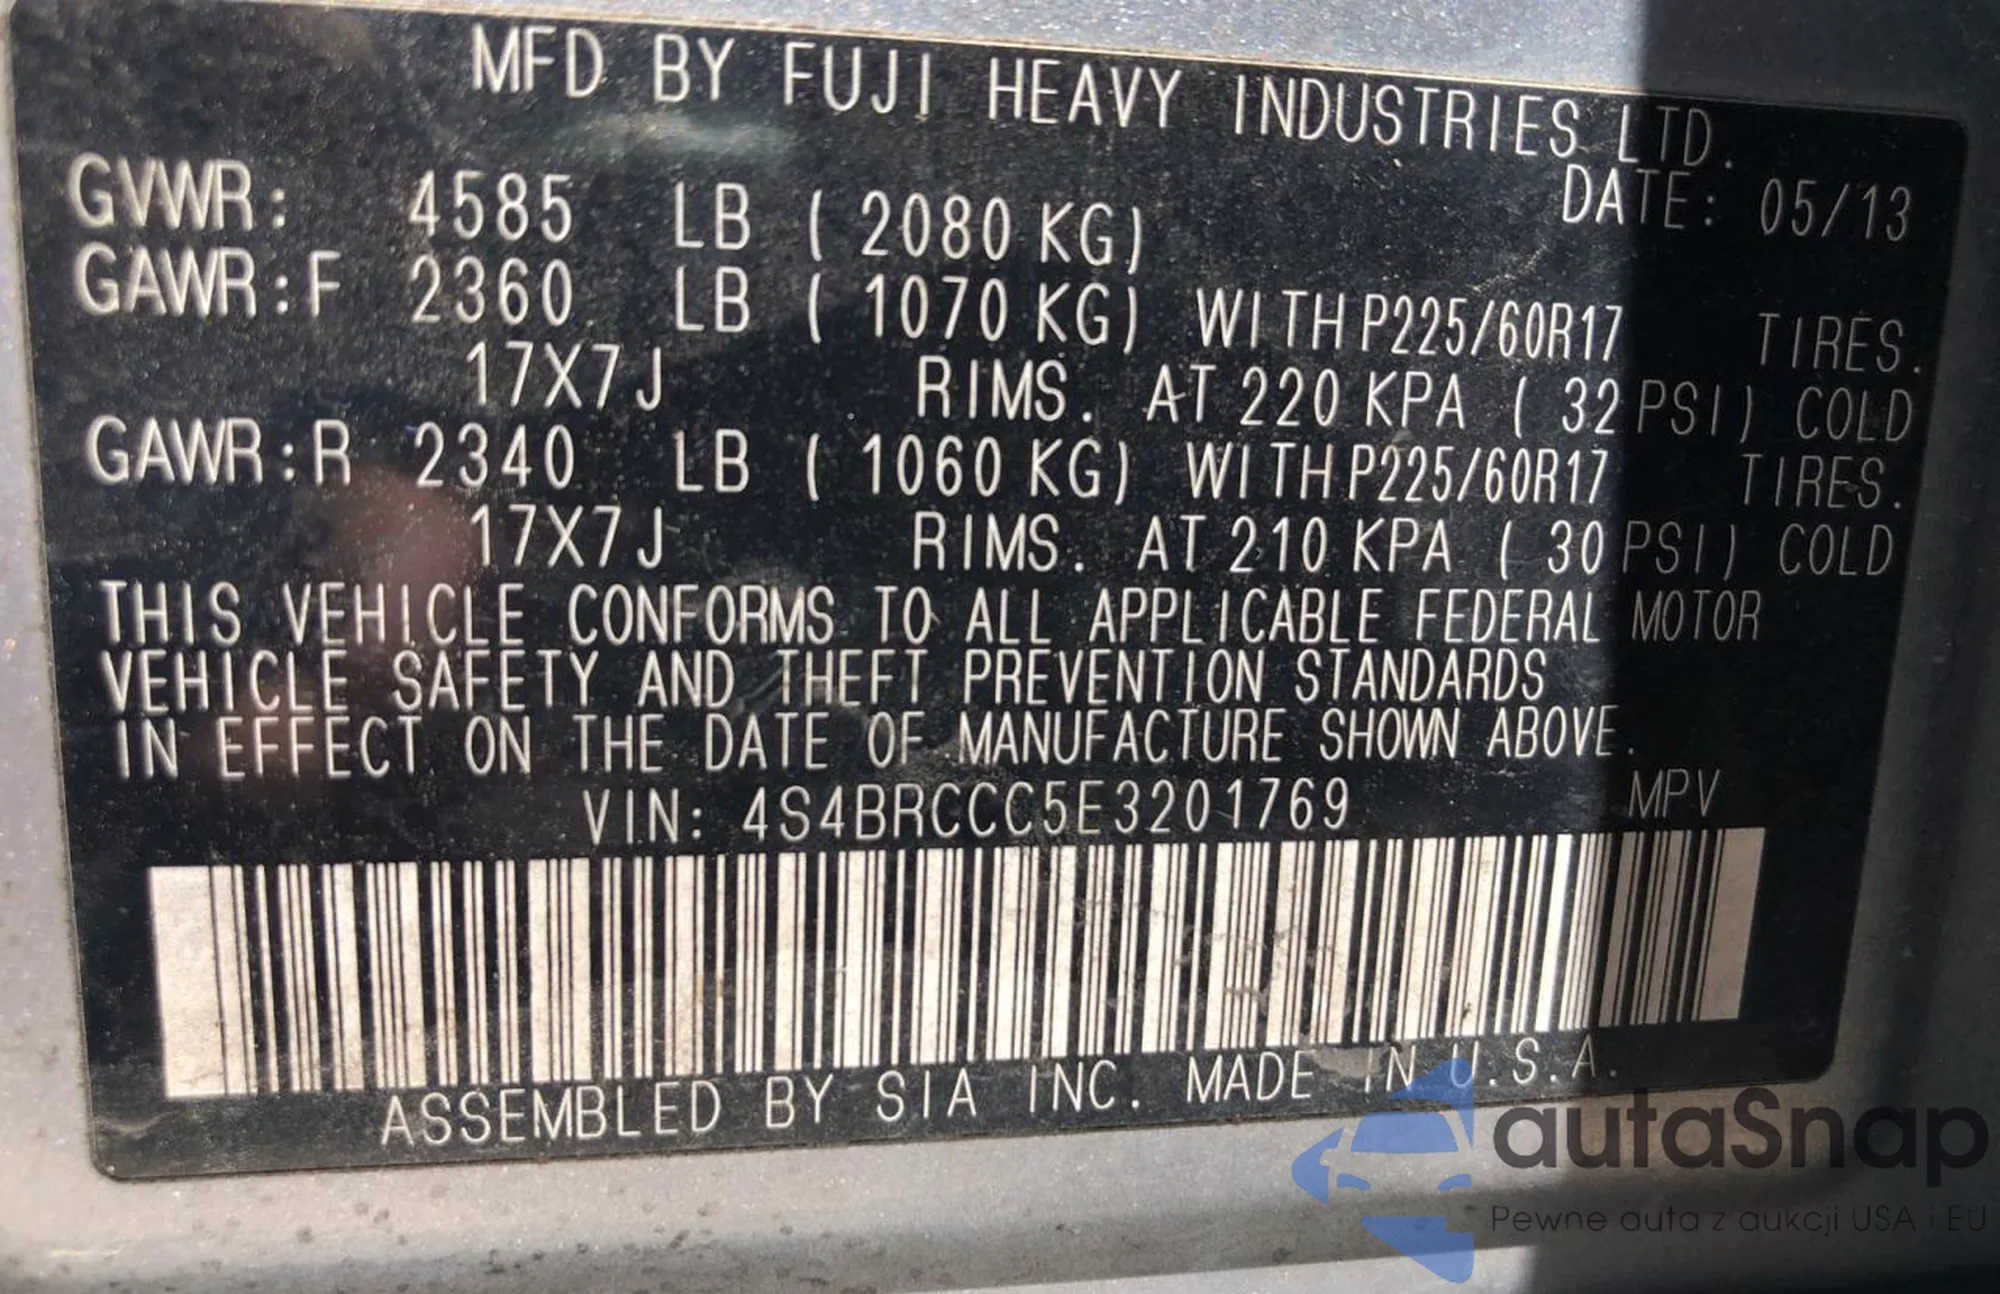 MFD BY FUJI HEAVY INDUSTRIES LTD.
DATE: 05/13
GVWR: 4585 LB ( 2080 KG)
GAWR:F 2360 LB ( 1070 KG) WITH P225/60R17 TIRES.
17X7J RIMS. AT 220 KPA ( 32 PSI) COLD
GAWR:R 2340 LB ( 1060 KG) WITH P225/60R17 TIRES.
17X7J RIMS. AT 210 KPA ( 30 PSI) COLD
THIS VEHICLE CONFORMS TO ALL APPLICABLE FEDERAL MOTOR
VEHICLE SAFETY AND THEFT PREVENTION STANDARDS
IN EFFECT ON THE DATE OF MANUFACTURE SHOWN ABOVE.
VIN: 4S4BRCCC5E3201769 MPV
ASSEMBLED BY SIA INC. MADE IN U.S.A.
autaSnap
Pewne auta z aukcji USA i EU